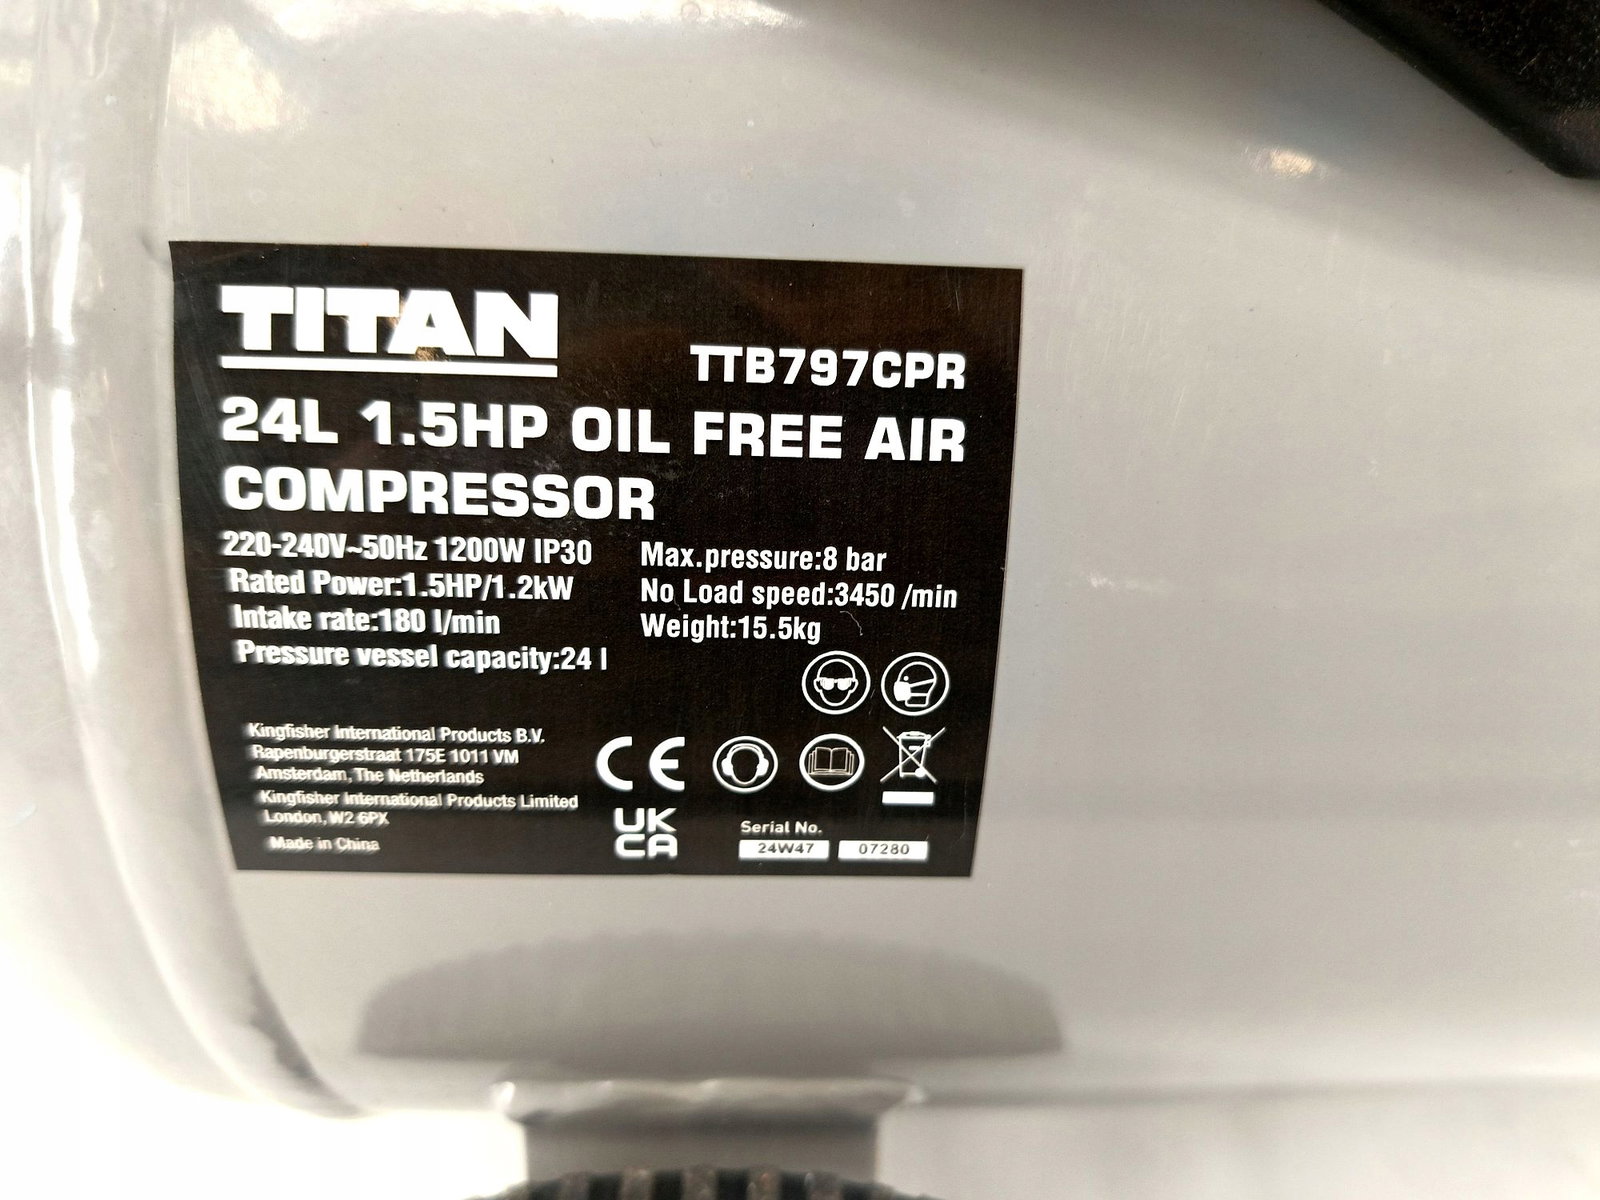 TITAN
TTB797CPR
24L 1.5HP OIL FREE AIR
COMPRESSOR
220-240V~50Hz 1200W IP30
Rated Power:1.5HP/1.2kW
Intake rate:180 l/min
Pressure vessel capacity:24 l
Max.pressure:8 bar
No Load speed:3450 /min
Weight:15.5kg
Kingfisher International Products B.V.
Rapenburgerstraat 175E 1011 VM
Amsterdam, The Netherlands
Kingfisher International Products Limited
London, W2 6PX
Made in China
CE
UK
CA
Serial No.
24W47 07280